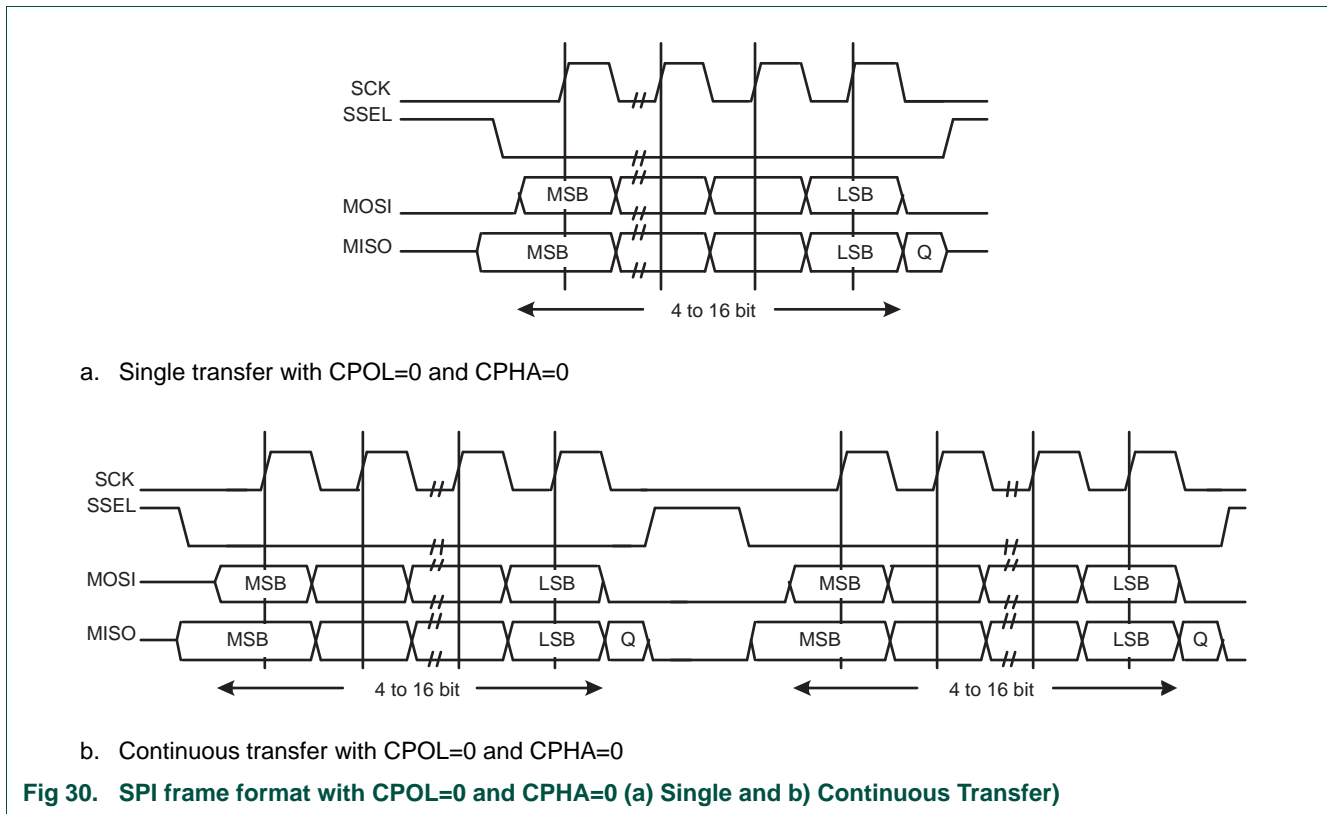 SCK
SSEL
MOSI MSB LSB
MISO MSB LSB Q
4 to 16 bit
a. Single transfer with CPOL=0 and CPHA=0
SCK
SSEL
MOSI MSB LSB MSB LSB
MISO MSB LSB Q MSB LSB Q
4 to 16 bit 4 to 16 bit
b. Continuous transfer with CPOL=0 and CPHA=0
Fig 30. SPI frame format with CPOL=0 and CPHA=0 (a) Single and b) Continuous Transfer)